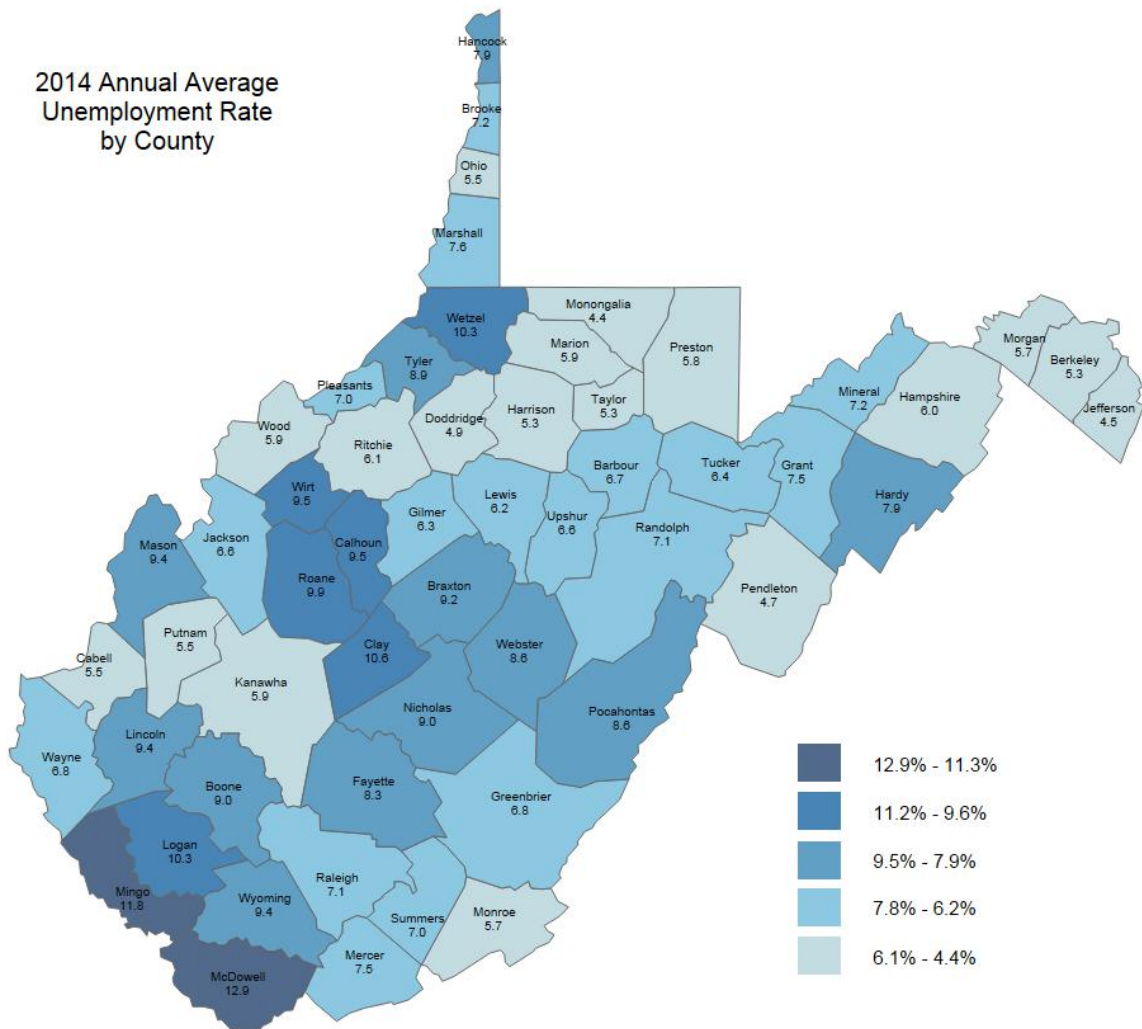 2014 Annual Average
Unemployment Rate
by County
Hancock
7.9
Brooke
7.2
Ohio
5.5
Marshall
7.6
Wetzel
10.3
Monongalia
4.4
Marion
5.9
Preston
5.8
Tyler
8.9
Pleasants
7.0
Doddridge
4.9
Harrison
5.3
Taylor
5.3
Mineral
7.2
Hampshire
6.0
Morgan
5.7
Berkeley
5.3
Jefferson
4.5
Wood
5.9
Ritchie
6.1
Wirt
9.5
Gilmer
6.3
Lewis
6.2
Barbour
6.7
Tucker
6.4
Grant
7.5
Hardy
7.9
Upshur
6.6
Randolph
7.1
Mason
9.4
Jackson
6.6
Calhoun
9.5
Roane
9.9
Braxton
9.2
Pendleton
4.7
Putnam
5.5
Cabell
5.5
Clay
10.6
Webster
8.6
Kanawha
5.9
Nicholas
9.0
Pocahontas
8.6
Wayne
6.8
Lincoln
9.4
Boone
9.0
Fayette
8.3
Greenbrier
6.8
Logan
10.3
Mingo
11.8
Wyoming
9.4
Raleigh
7.1
Summers
7.0
Monroe
5.7
McDowell
12.9
Mercer
7.5
12.9% - 11.3%
11.2% - 9.6%
9.5% - 7.9%
7.8% - 6.2%
6.1% - 4.4%